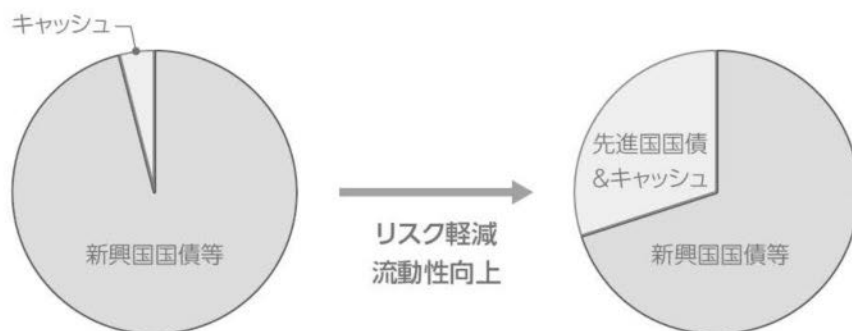 キャッシュ
新興国国債等
リスク軽減
流動性向上
先進国国債
&キャッシュ
新興国国債等